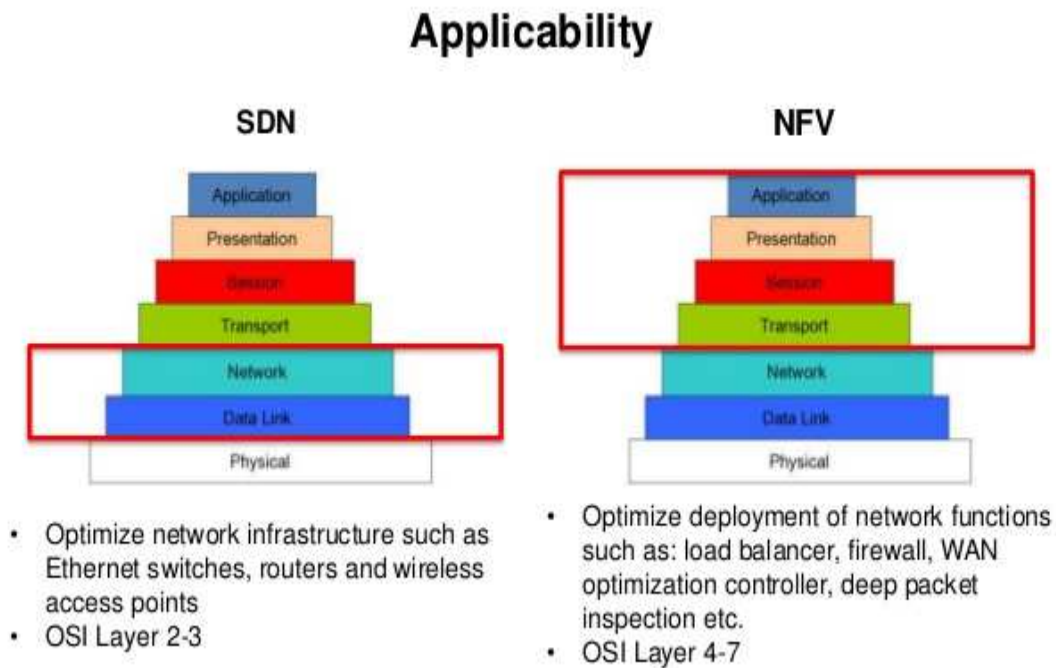 Applicability
SDN
Application
Presentation
Session
Transport
Network
Data Link
Physical
• Optimize network infrastructure such as
Ethernet switches, routers and wireless
access points
• OSI Layer 2-3
NFV
Application
Presentation
Session
Transport
Network
Data Link
Physical
• Optimize deployment of network functions
such as: load balancer, firewall, WAN
optimization controller, deep packet
inspection etc.
• OSI Layer 4-7